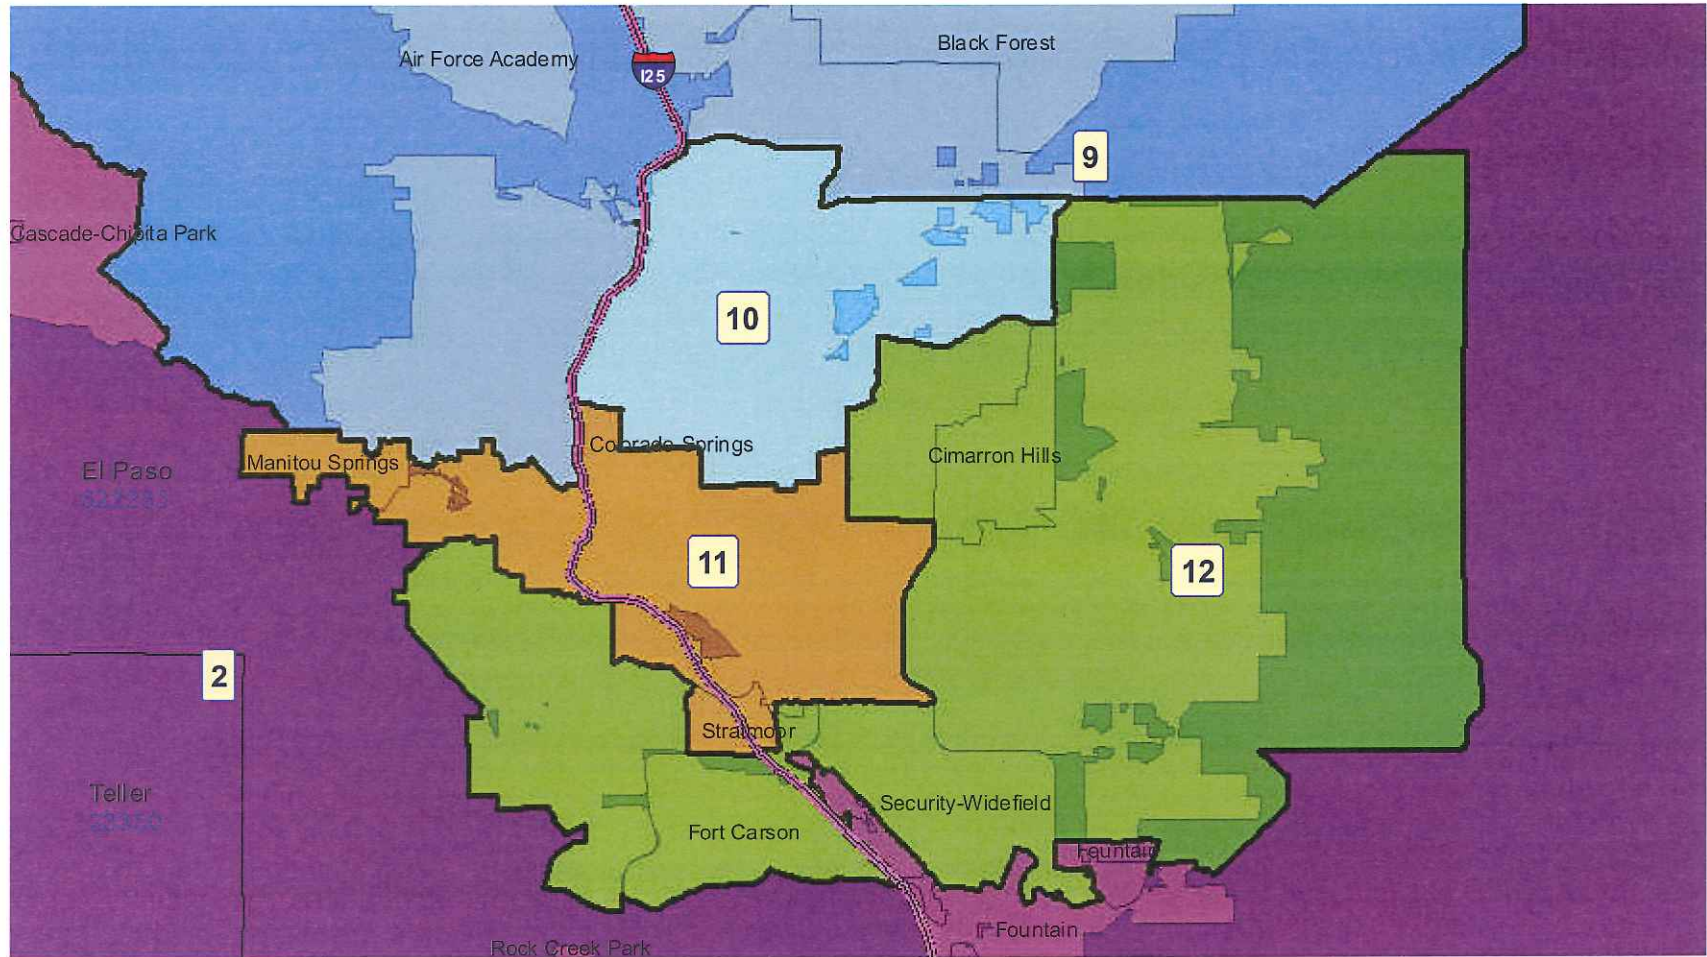 Black Forest
Air Force Academy
I25
9
Cascade-Chipita Park
10
Colorado Springs
Manitou Springs
Cimarron Hills
El Paso
11
12
2
Stratmoor
Teller
Security-Widefield
Fort Carson
Fountain
Fountain
Rock Creek Park